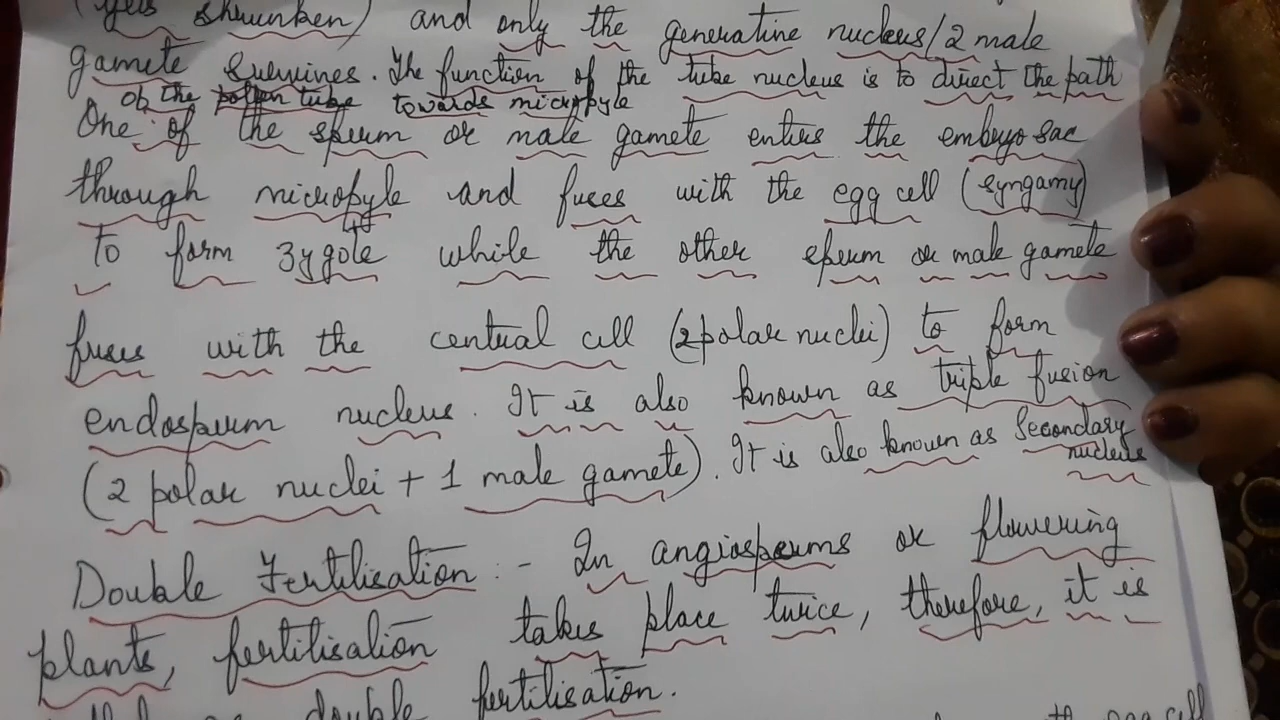 (gets shrunken) and only the generative nucleus/2 male
gamete survives. The function of the tube nucleus is to direct the path
of the pollen tube towards micropyle
One of the sperm or male gamete enters the embryo sac
through micropyle and fuses with the egg cell (syngamy)
to form zygote while the other sperm or male gamete
fuses with the central cell (2 polar nuclei) to form
endosperm nucleus. It is also known as triple fusion
(2 polar nuclei + 1 male gamete). It is also known as Secondary
nucleus
Double Fertilisation :- In angiosperms or flowering
plants, fertilisation takes place twice, therefore, it is
double fertilisation.
the egg cell